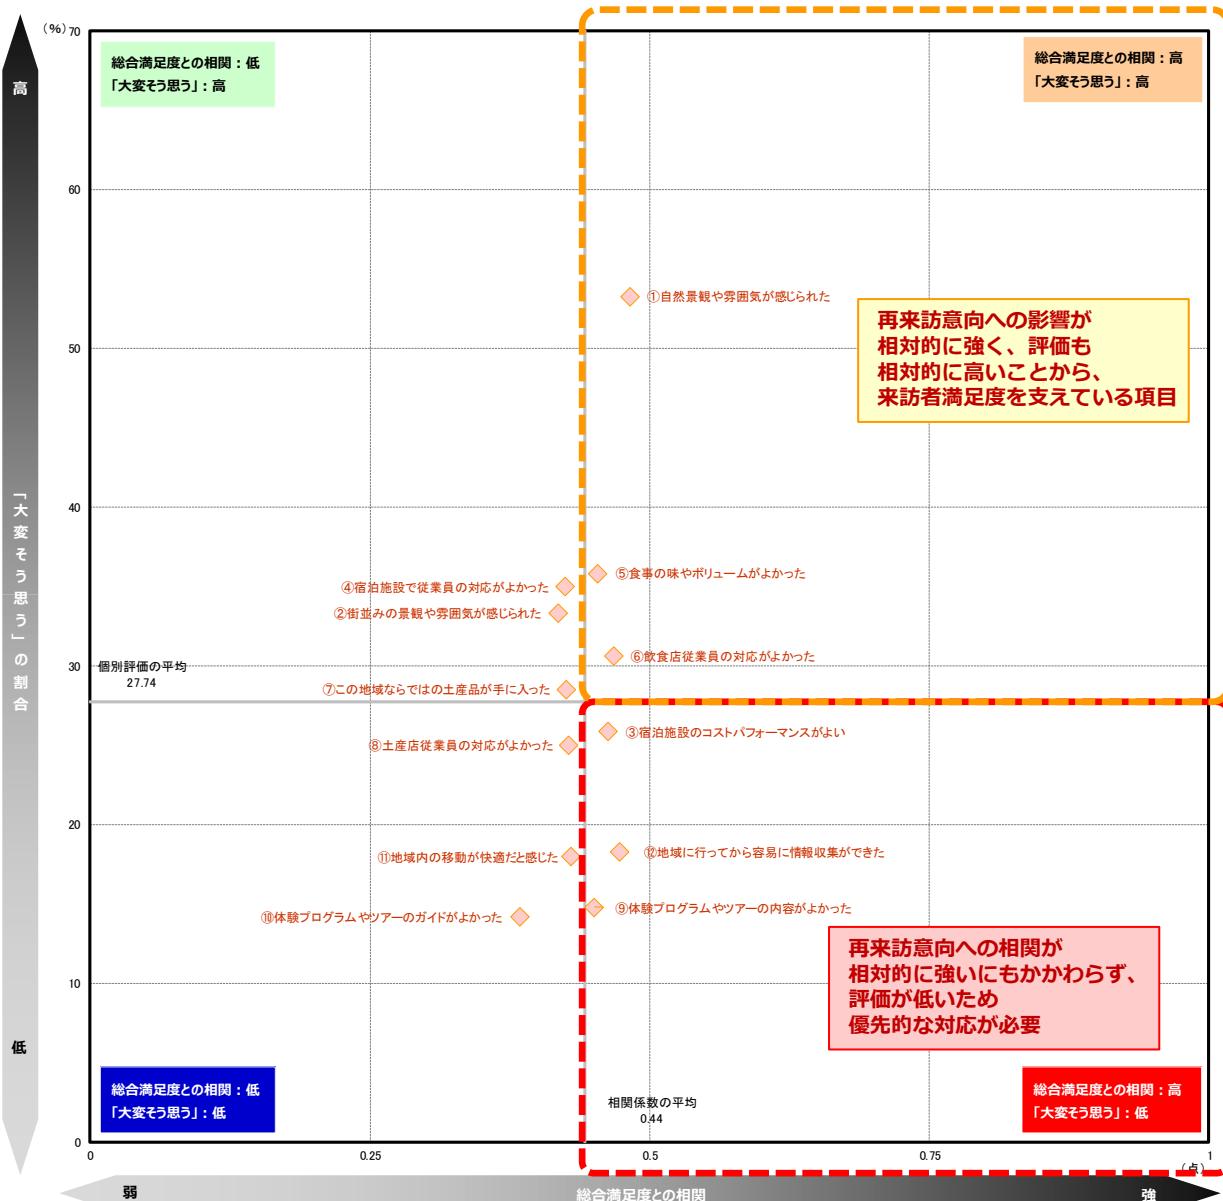 (%)
70
60
50
40
30
20
10
0
高
「大変そう思う」の割合
低
総合満足度との相関：低
「大変そう思う」：高
総合満足度との相関：高
「大変そう思う」：高
①自然景観や雰囲気が感じられた
再来訪意向への影響が
相対的に強く、評価も
相対的に高いことから、
来訪者満足度を支えている項目
⑤食事の味やボリュームがよかった
④宿泊施設で従業員の対応がよかった
②街並みの景観や雰囲気が感じられた
⑥飲食店従業員の対応がよかった
個別評価の平均
27.74
⑦この地域ならではの土産品が手に入った
③宿泊施設のコストパフォーマンスがよい
⑧土産店従業員の対応がよかった
⑪地域内の移動が快適だと感じた
⑫地域に行ってから容易に情報収集ができた
⑩体験プログラムやツアーのガイドがよかった
⑨体験プログラムやツアーの内容がよかった
再来訪意向への相関が
相対的に強いにもかかわらず、
評価が低いため
優先的な対応が必要
総合満足度との相関：低
「大変そう思う」：低
相関係数の平均
0.44
総合満足度との相関：高
「大変そう思う」：低
0
0.25
0.5
0.75
1
(点)
弱
総合満足度との相関
強